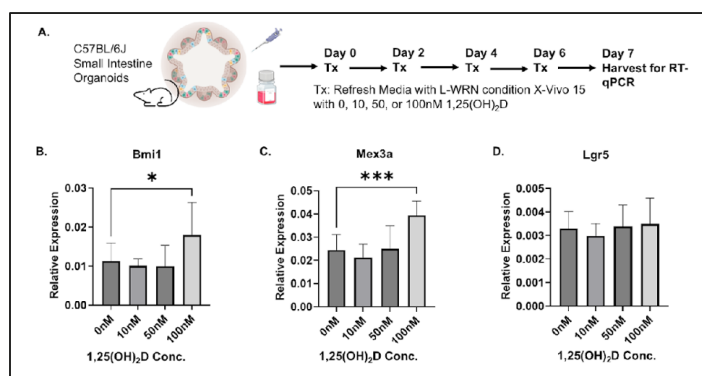 A.
C57BL/6J
Small Intestine
Organoids
Day 0
Tx
Day 2
Tx
Day 4
Tx
Day 6
Tx
Day 7
Harvest for RT-
qPCR
Tx: Refresh Media with L-WRN condition X-Vivo 15
with 0, 10, 50, or 100nM 1,25(OH)₂D
B.
Bmi1
*
Relative Expression
0.03
0.02
0.01
0.00
0nM
10nM
50nM
100nM
1,25(OH)₂D Conc.
C.
Mex3a
***
Relative Expression
0.05
0.04
0.03
0.02
0.01
0.00
0nM
10nM
50nM
100nM
1,25(OH)₂D Conc.
D.
Lgr5
Relative Expression
0.006
0.005
0.004
0.003
0.002
0.001
0.000
0nM
10nM
50nM
100nM
1,25(OH)₂D Conc.